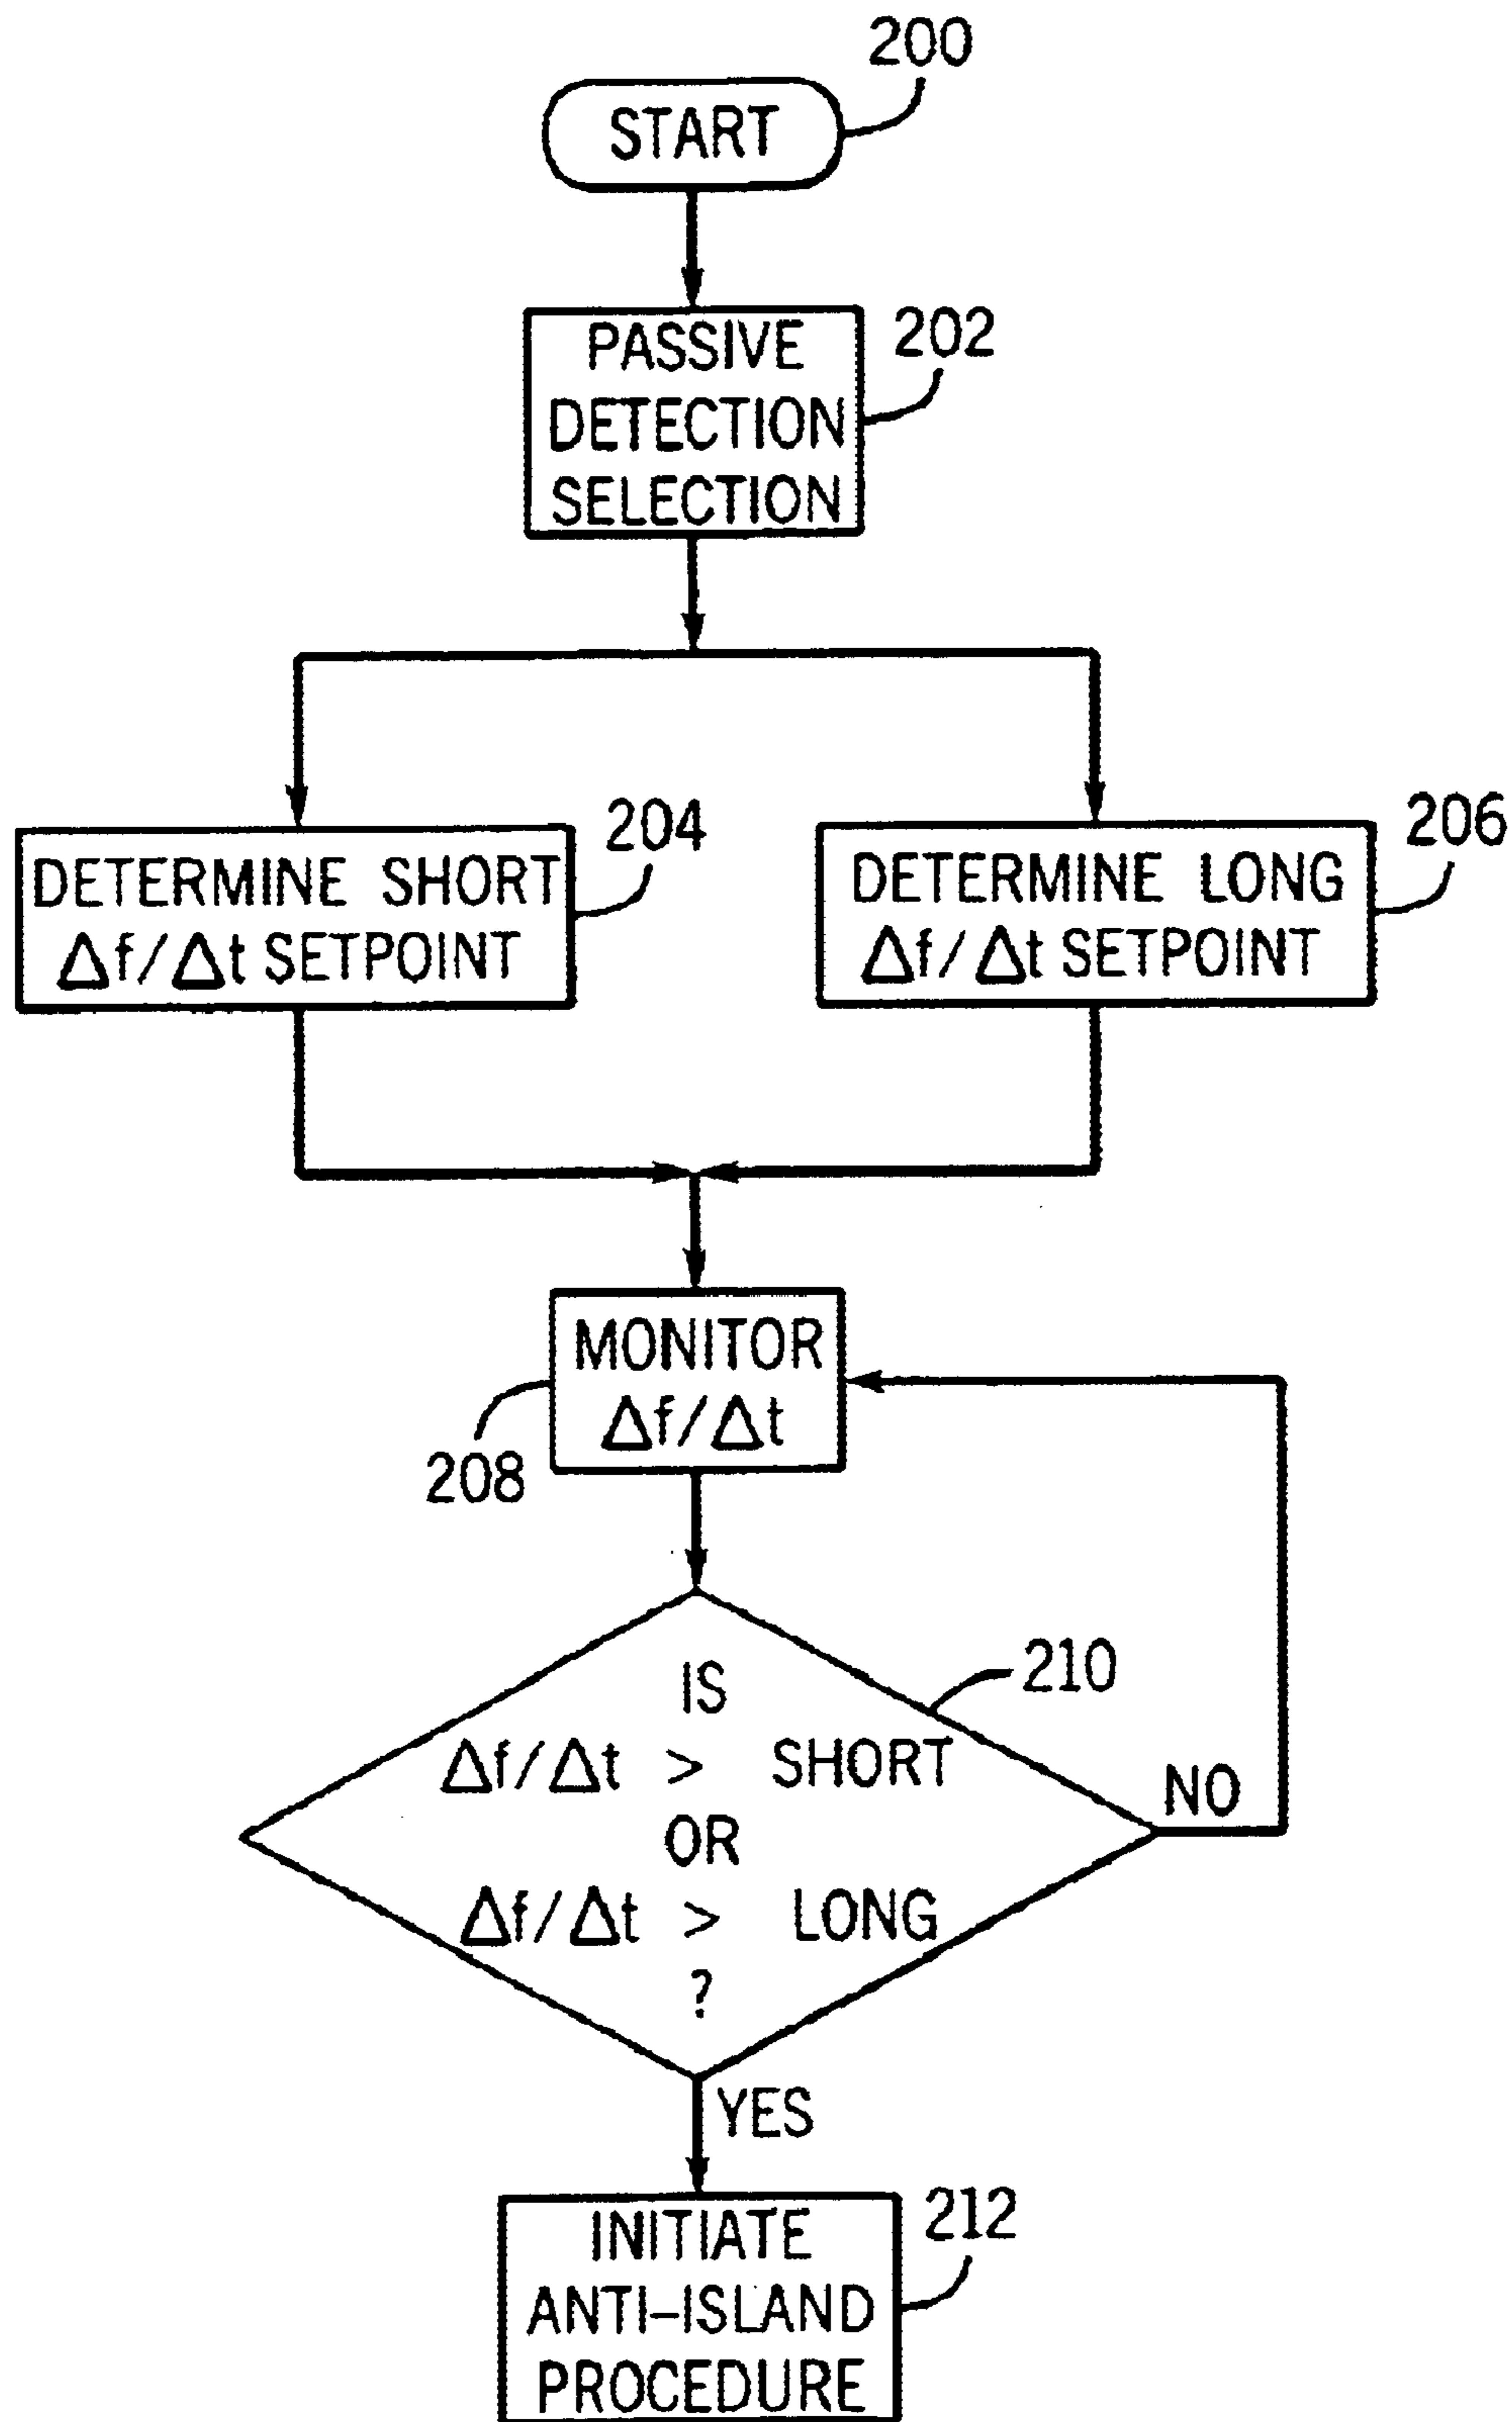 200
START
202
PASSIVE
DETECTION
SELECTION
204
DETERMINE SHORT
Δf/Δt SETPOINT
206
DETERMINE LONG
Δf/Δt SETPOINT
MONITOR
Δf/Δt
208
210
IS
Δf/Δt > SHORT
OR
Δf/Δt > LONG
?
NO
YES
212
INITIATE
ANTI-ISLAND
PROCEDURE